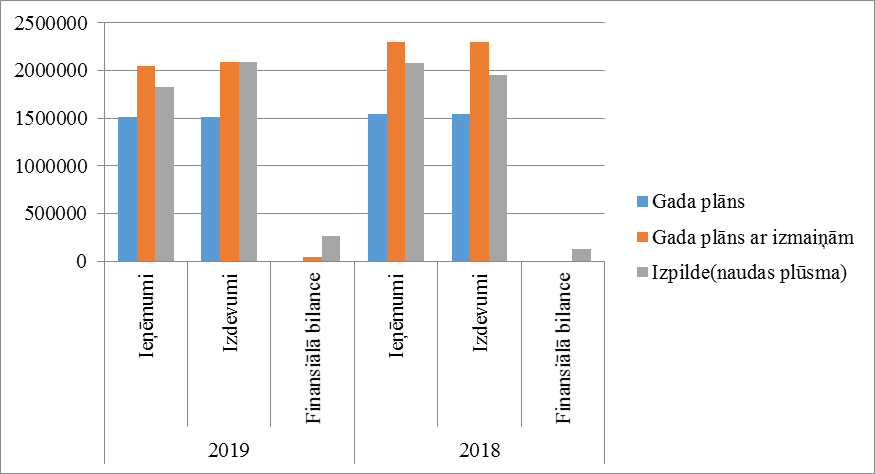 2500000
2000000
1500000
1000000
500000
0
Ieņēmumi
Izdevumi
Finansiālā bilance
Ieņēmumi
Izdevumi
Finansiālā bilance
2019
2018
Gada plāns
Gada plāns ar izmaiņām
Izpilde(naudas plūsma)